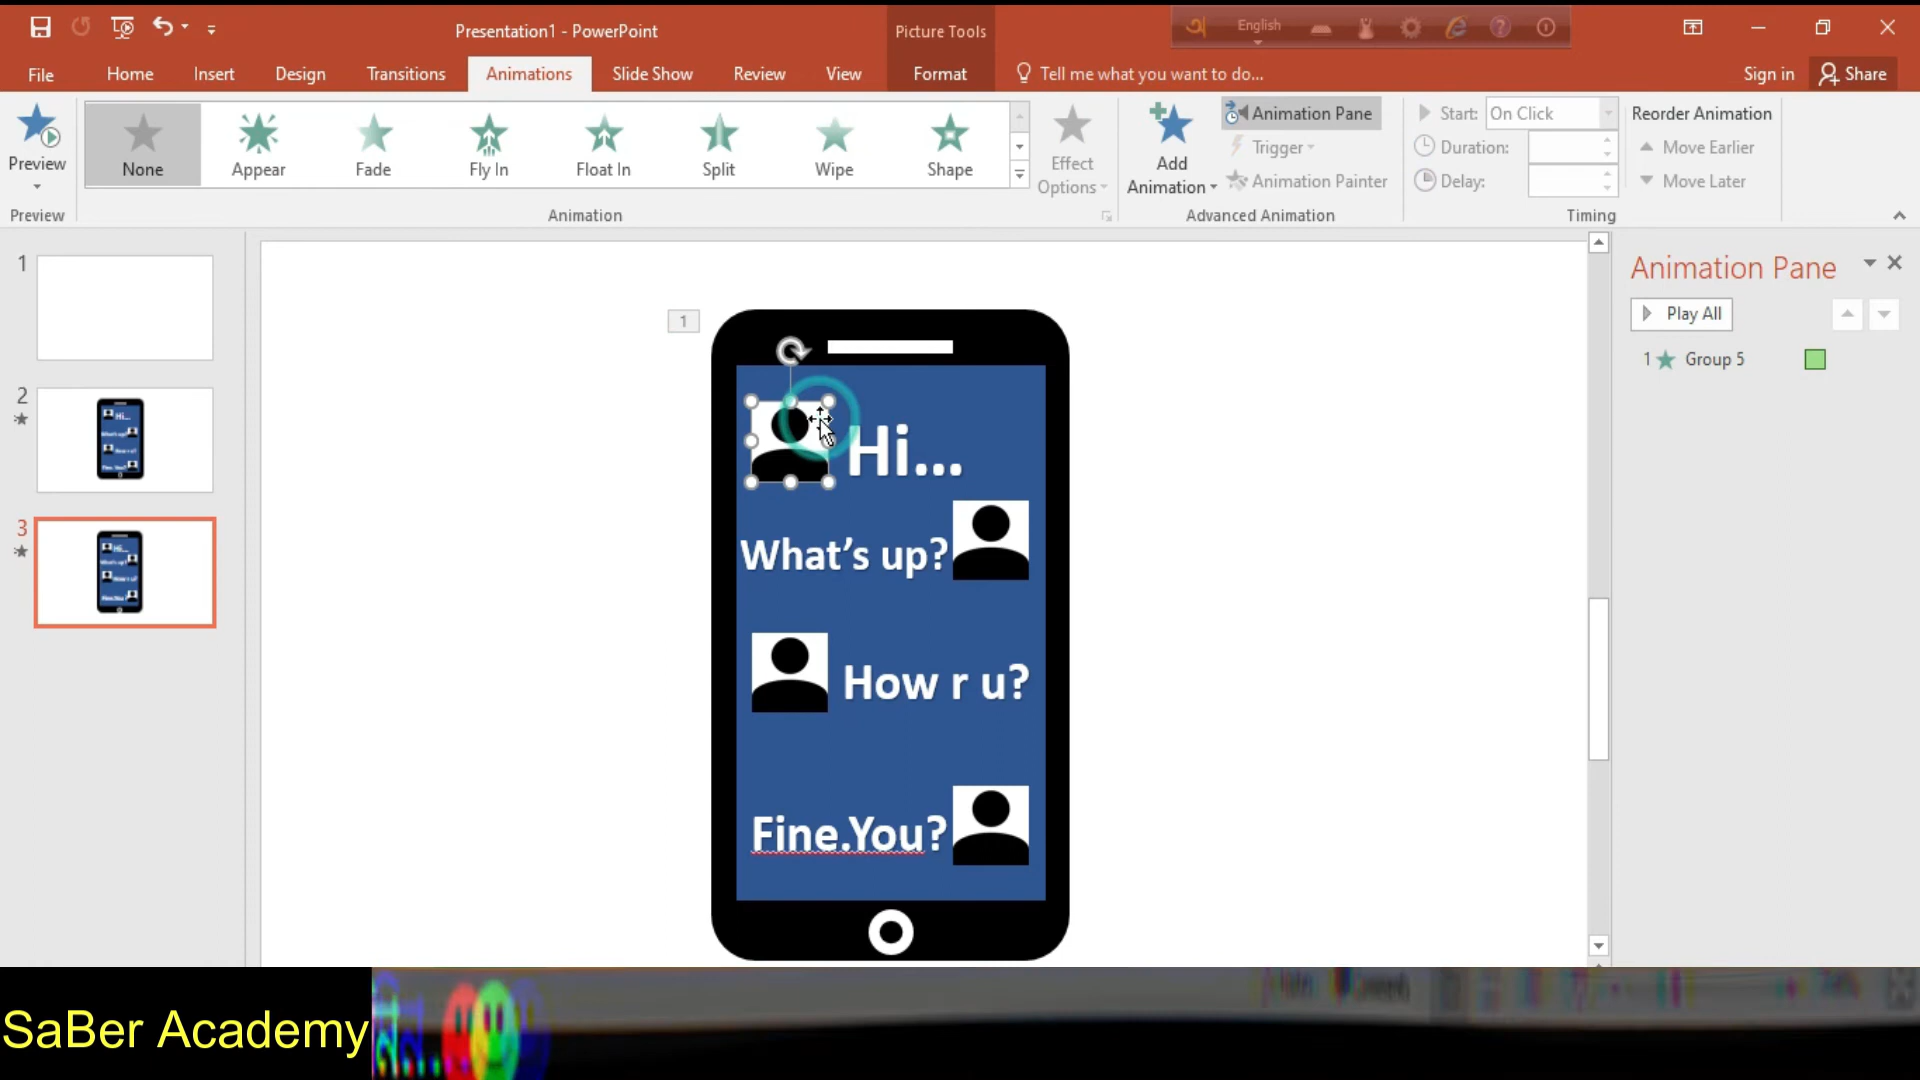 Presentation1 - PowerPoint
Picture Tools
English
File
Home
Insert
Design
Transitions
Animations
Slide Show
Review
View
Format
Tell me what you want to do...
Sign in
Share
Preview
None
Appear
Fade
Fly In
Float In
Split
Wipe
Shape
Effect
Options
Add
Animation
Animation Pane
Trigger
Animation Painter
Start: On Click
Duration:
Delay:
Reorder Animation
Move Earlier
Move Later
Preview
Animation
Advanced Animation
Timing
1
2
3
1
Hi...
What's up?
How r u?
Fine.You?
Animation Pane
Play All
1 Group 5
SaBer Academy